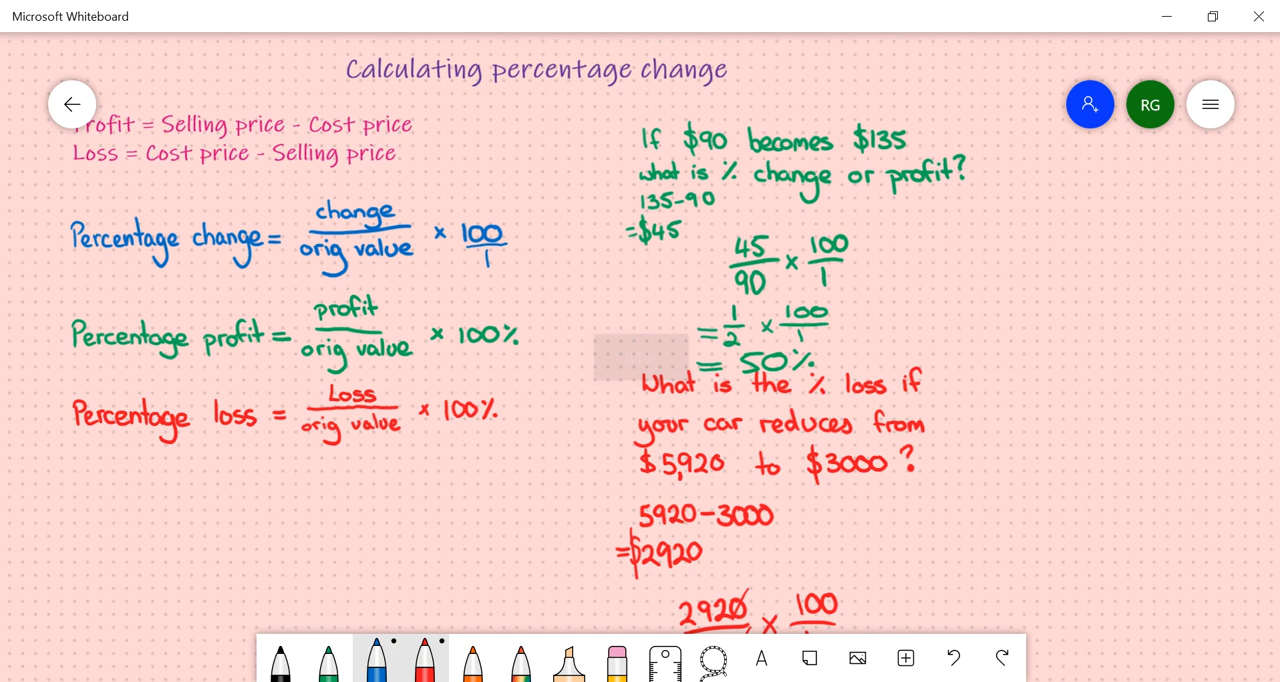 Microsoft Whiteboard
Calculating percentage change
RG
Profit = Selling price - Cost price
Loss = Cost price - Selling price
Percentage change = change / orig value × 100 / 1
Percentage profit = profit / orig value × 100%
Percentage loss = Loss / orig value × 100%
If $90 becomes $135
what is % change or profit?
135-90
= $45
45 / 90 × 100 / 1
= 1 / 2 × 100 / 1
= 50%
What is the % loss if
your car reduces from
$5,920 to $3000?
5920-3000
= $2920
2920 × 100
A